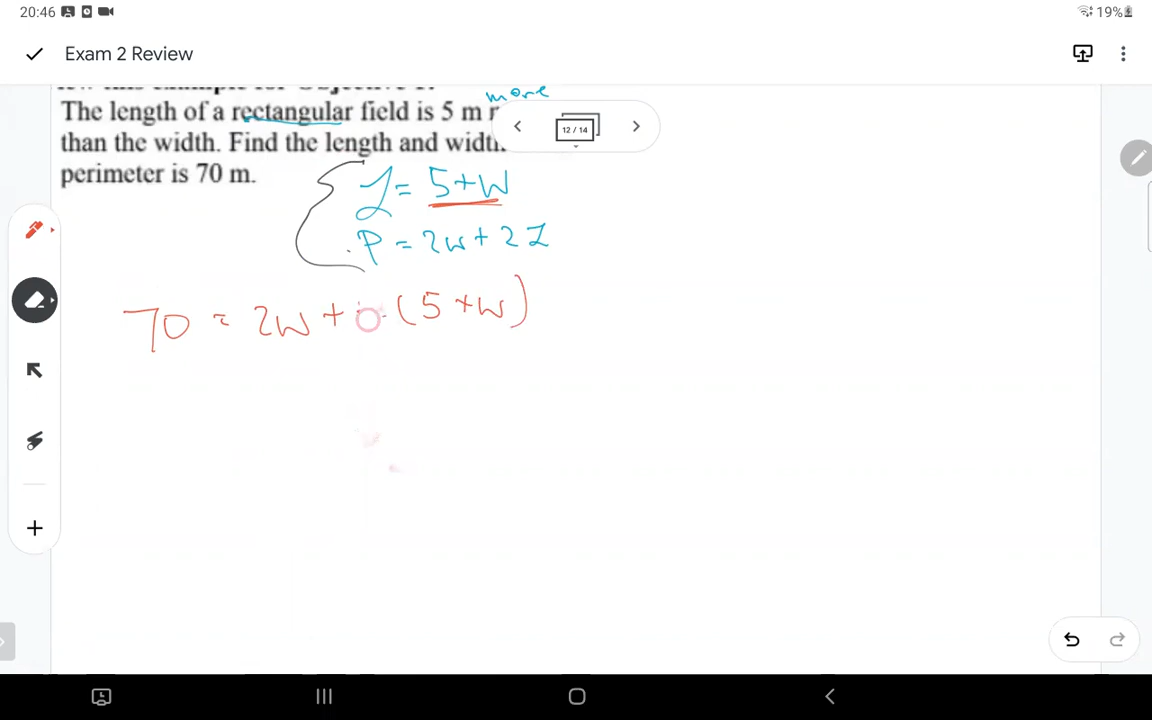 20:46 19%
Exam 2 Review
more
The length of a rectangular field is 5 m
12 / 14
than the width. Find the length and
perimeter is 70 m.
L = 5 + W
P = 2w + 2L
70 = 2W + (5 + W)